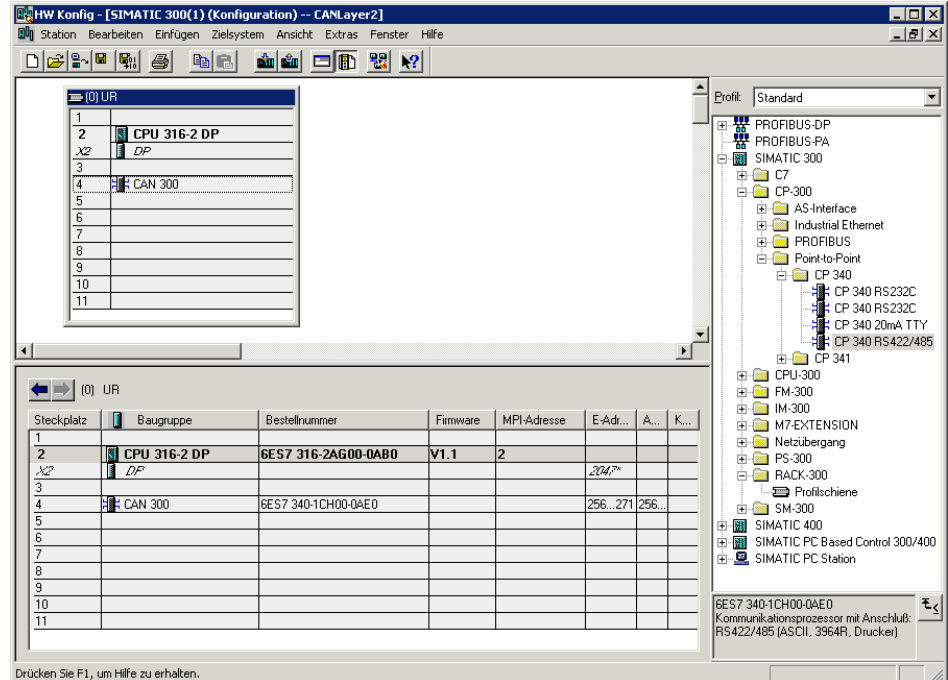 HW Konfig - [SIMATIC 300(1) (Konfiguration) -- CANLayer2]
Station Bearbeiten Einfügen Zielsystem Ansicht Extras Fenster Hilfe
(0) UR
1
2 CPU 316-2 DP
X2 DP
3
4 CAN 300
5
6
7
8
9
10
11
Profil: Standard
PROFIBUS-DP
PROFIBUS-PA
SIMATIC 300
C7
CP-300
AS-Interface
Industrial Ethernet
PROFIBUS
Point-to-Point
CP 340
CP 340 RS232C
CP 340 RS232C
CP 340 20mA TTY
CP 340 RS422/485
CP 341
CPU-300
FM-300
IM-300
M7-EXTENSION
Netzübergang
PS-300
RACK-300
Profilschiene
SM-300
SIMATIC 400
SIMATIC PC Based Control 300/400
SIMATIC PC Station
(0) UR
Steckplatz Baugruppe Bestellnummer Firmware MPI-Adresse E-Adr... A... K...
1
2 CPU 316-2 DP 6ES7 316-2AG00-0AB0 V1.1 2
X2 DP 2047*
3
4 CAN 300 6ES7 340-1CH00-0AE0 256...271 256...
5
6
7
8
9
10
11
6ES7 340-1CH00-0AE0
Kommunikationsprozessor mit Anschluß:
RS422/485 (ASCII, 3964R, Drucker)
Drücken Sie F1, um Hilfe zu erhalten.